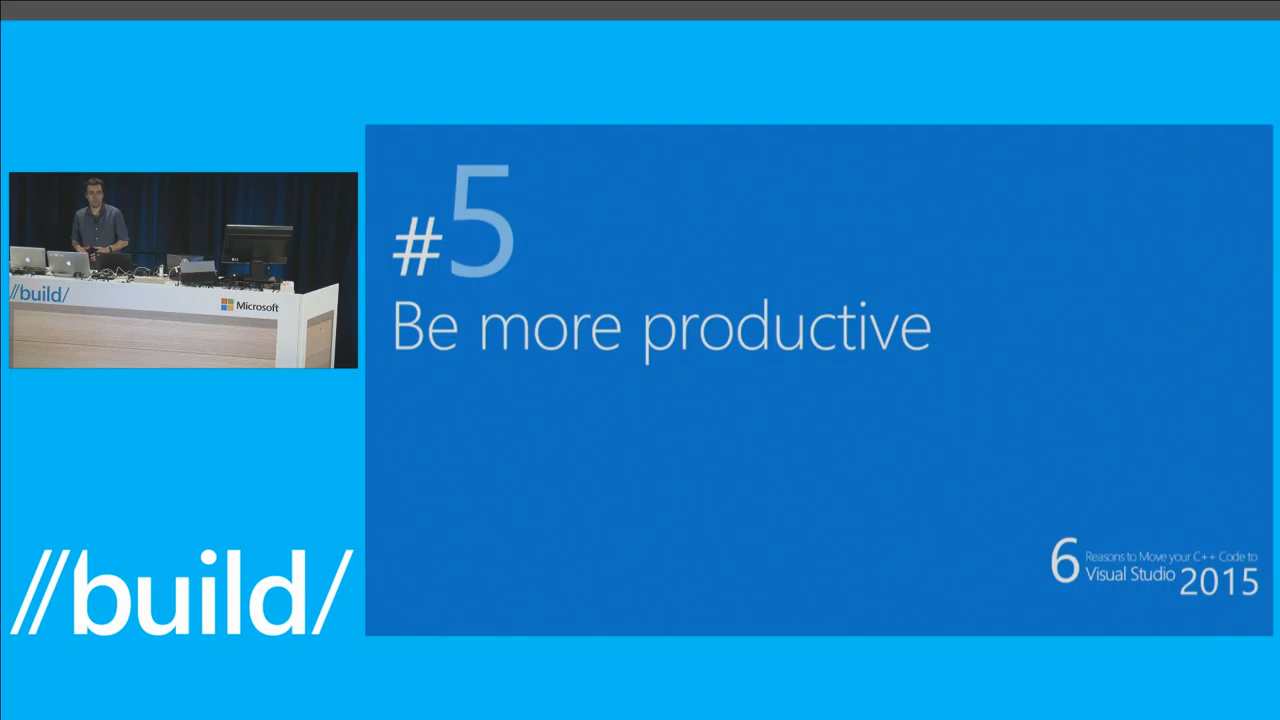 #5
Be more productive
//build/
Microsoft
//build/
6 Reasons to Move your C++ Code to
Visual Studio 2015